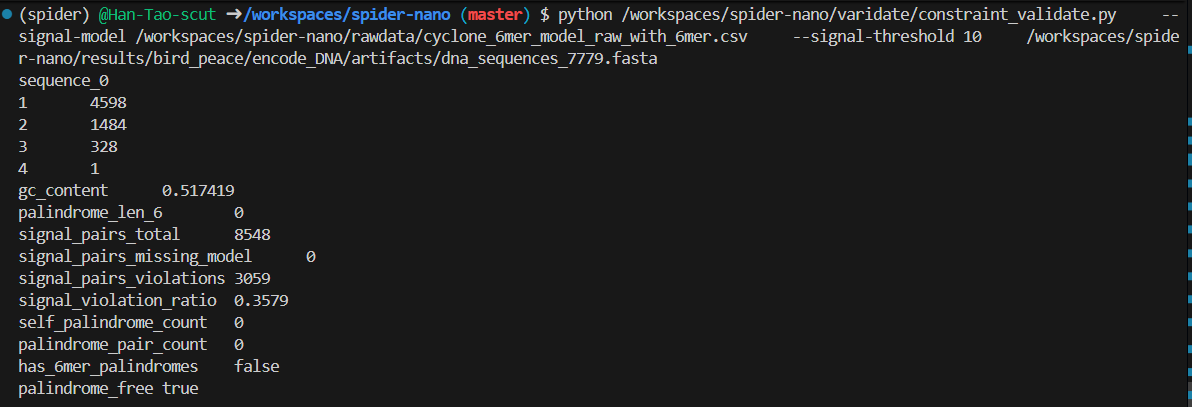 (spider) @Han-Tao-scut ➜/workspaces/spider-nano (master) $ python /workspaces/spider-nano/varidate/constraint_validate.py     --
signal-model /workspaces/spider-nano/rawdata/cyclone_6mer_model_raw_with_6mer.csv     --signal-threshold 10     /workspaces/spide
r-nano/results/bird_peace/encode_DNA/artifacts/dna_sequences_7779.fasta
sequence_0
1       4598
2       1484
3       328
4       1
gc_content      0.517419
palindrome_len_6        0
signal_pairs_total      8548
signal_pairs_missing_model      0
signal_pairs_violations 3059
signal_violation_ratio  0.3579
self_palindrome_count   0
palindrome_pair_count   0
has_6mer_palindromes    false
palindrome_free true